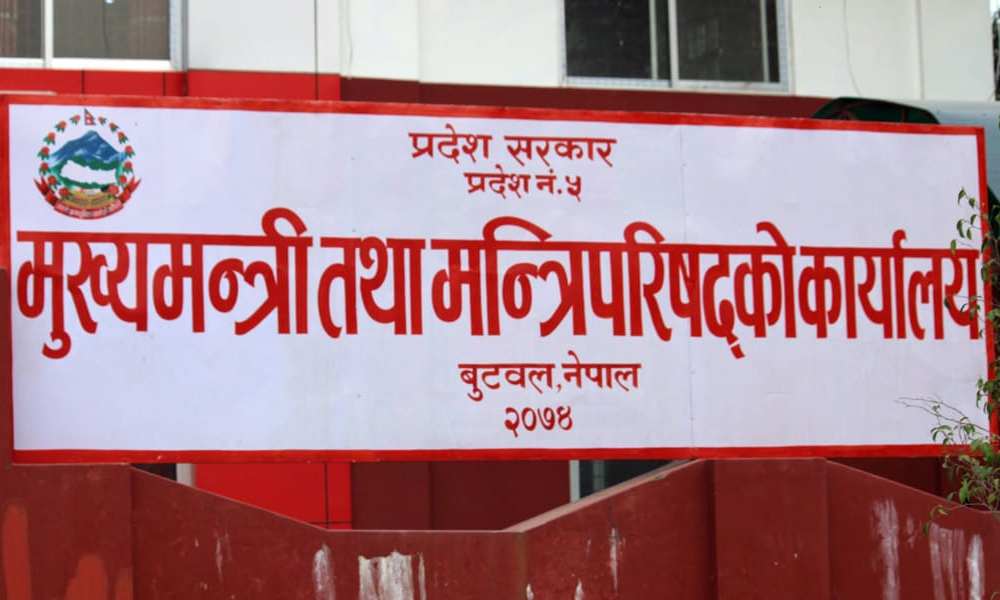 प्रदेश सरकार
प्रदेश नं. ५
मुख्यमन्त्री तथा मन्त्रिपरिषद्को कार्यालय
बुटवल, नेपाल
२०७४